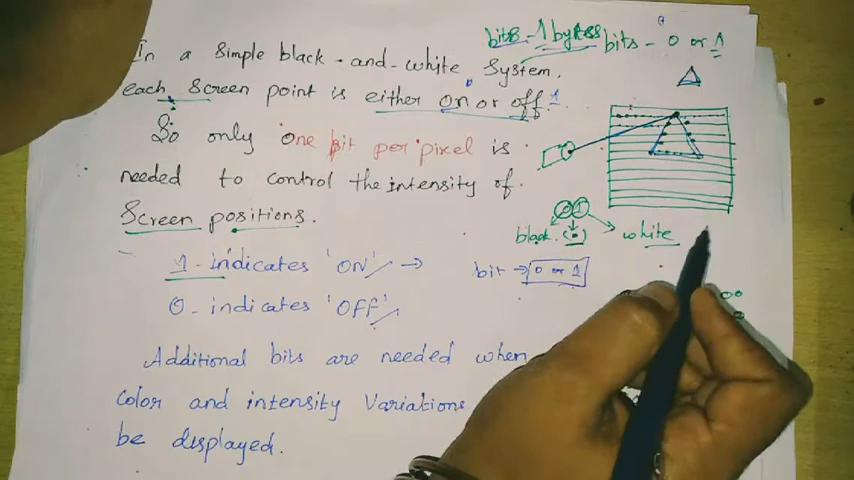 bits - 1 bytes bits - 0 or 1
In a Simple black-and-white System.
each Screen point is either on or off. 1
So only one bit per pixel is
needed to control the intensity of
Screen positions.
0 1
black (•) white
1 - indicates 'ON' →
bit → 0 or 1
0 - indicates 'OFF'
Additional bits are needed when
color and intensity Variations
be displayed.